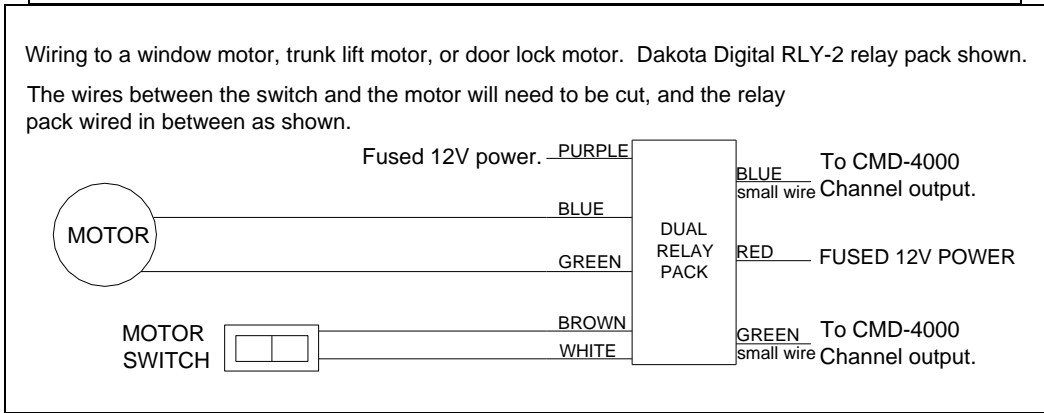 Wiring to a window motor, trunk lift motor, or door lock motor.  Dakota Digital RLY-2 relay pack shown.
The wires between the switch and the motor will need to be cut, and the relay
pack wired in between as shown.
Fused 12V power.
PURPLE
BLUE
small wire
To CMD-4000
Channel output.
MOTOR
BLUE
GREEN
DUAL
RELAY
PACK
RED
FUSED 12V POWER
MOTOR
SWITCH
BROWN
WHITE
GREEN
small wire
To CMD-4000
Channel output.